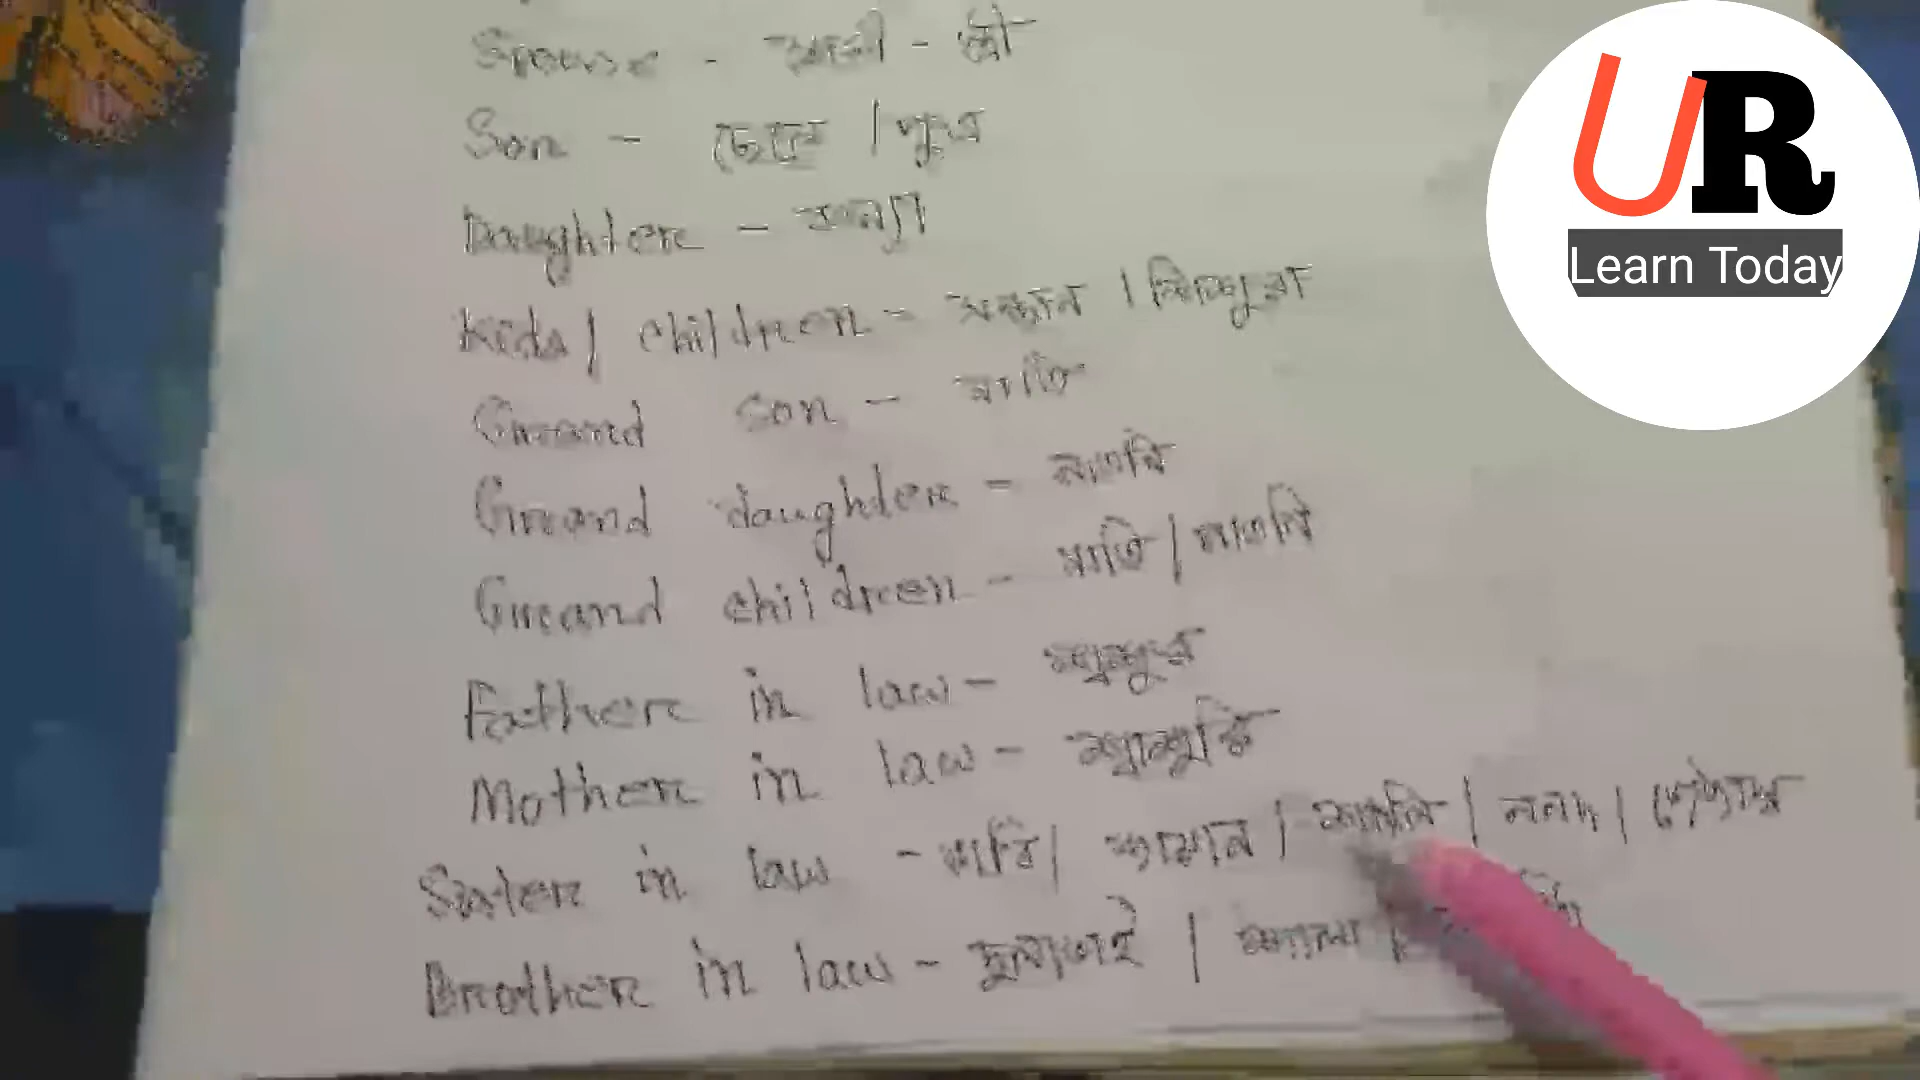 Spouse - স্বামী - স্ত্রী
Son - ছেলে / পুত্র
Daughter - কন্যা
Kids / children - সন্তান / শিশুরা
Grand son - নাতি
Grand daughter - নাতনি
Grand children - নাতি / নাতনি
Father in law - শ্বশুর
Mother in law - শ্বাশুড়ি
Sister in law - ভাবি / / শালি / ননদ /
Brother in law - দুলাভাই / শালা /
UR
Learn Today